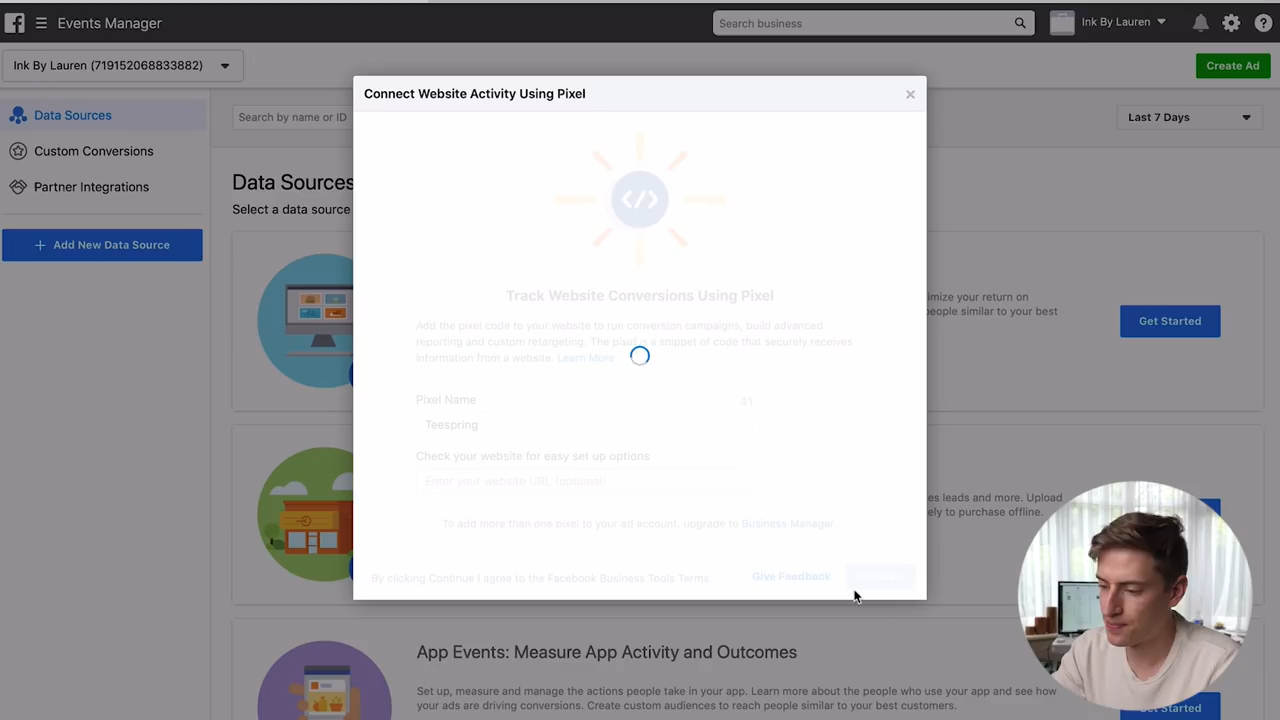 Events Manager
Search business
Ink By Lauren
Ink By Lauren (719152068833882)
Create Ad
Data Sources
Custom Conversions
Partner Integrations
+ Add New Data Source
Search by name or ID
Last 7 Days
Data Sources
Select a data source
Connect Website Activity Using Pixel
×
</>
Track Website Conversions Using Pixel
Add the pixel code to your website to run conversion campaigns, build advanced
reporting and custom retargeting. The pixel is a snippet of code that securely receives
information from a website. Learn More
Pixel Name
41
Teespring
Check your website for easy set up options
Enter your website URL (optional)
To add more than one pixel to your ad account, upgrade to Business Manager.
By clicking Continue I agree to the Facebook Business Tools Terms.
Give Feedback
imize your return on
people similar to your best
Get Started
es leads and more. Upload
ely to purchase offline.
App Events: Measure App Activity and Outcomes
Set up, measure and manage the actions people take in your app. Learn more about the people who use your app and see how
your ads are driving conversions. Create custom audiences to reach people similar to your best customers.
Get Started